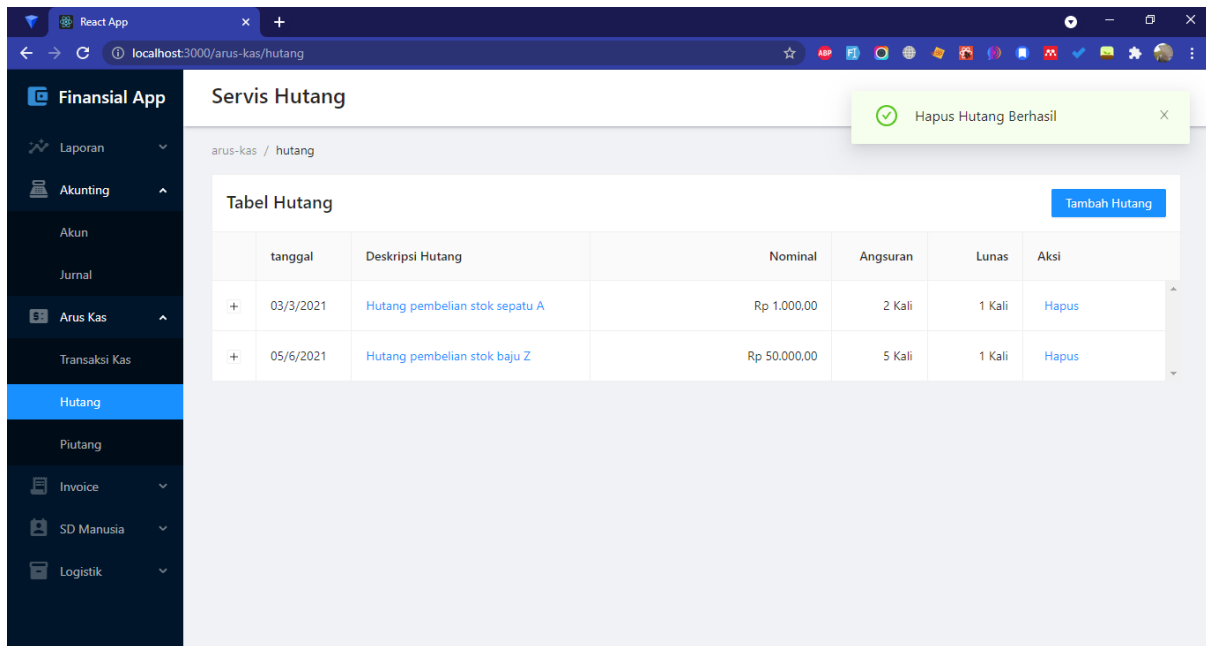 React App
localhost:3000/arus-kas/hutang
ABP
Finansial App
Servis Hutang
Hapus Hutang Berhasil
Laporan
arus-kas / hutang
Akunting
Tabel Hutang
Tambah Hutang
Akun
tanggal Deskripsi Hutang Nominal Angsuran Lunas Aksi
Jurnal
03/3/2021 Hutang pembelian stok sepatu A Rp 1.000,00 2 Kali 1 Kali Hapus
Arus Kas
05/6/2021 Hutang pembelian stok baju Z Rp 50.000,00 5 Kali 1 Kali Hapus
Transaksi Kas
Hutang
Piutang
Invoice
SD Manusia
Logistik